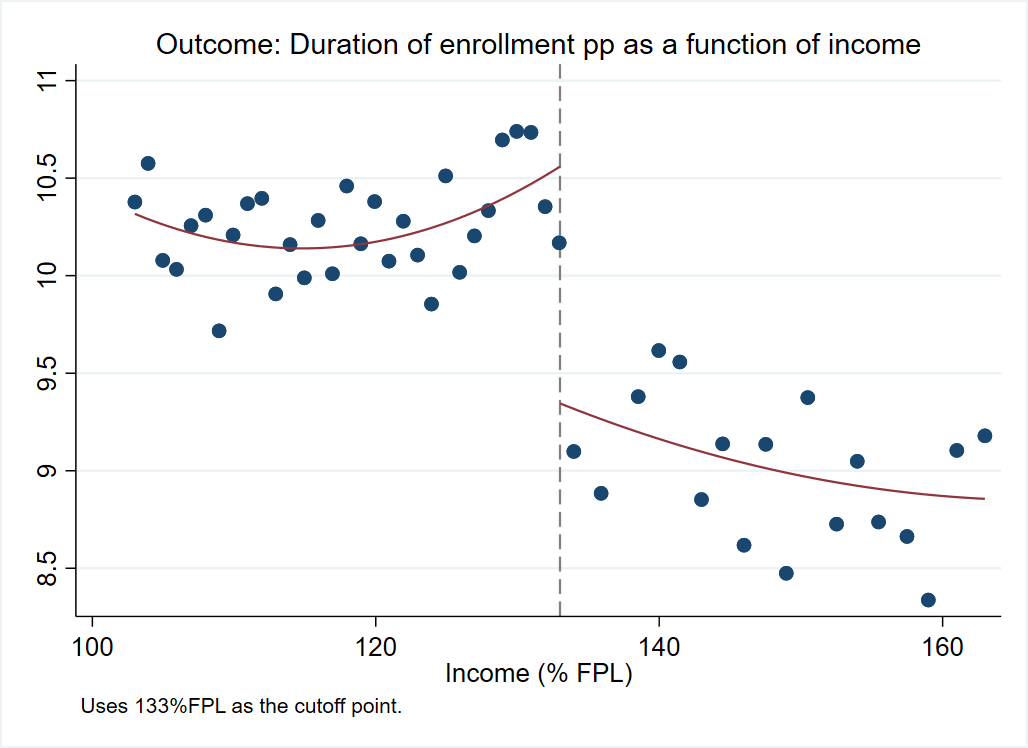 Outcome: Duration of enrollment pp as a function of income
11
10.5
10
9.5
9
8.5
100 120 140 160
Income (% FPL)
Uses 133%FPL as the cutoff point.